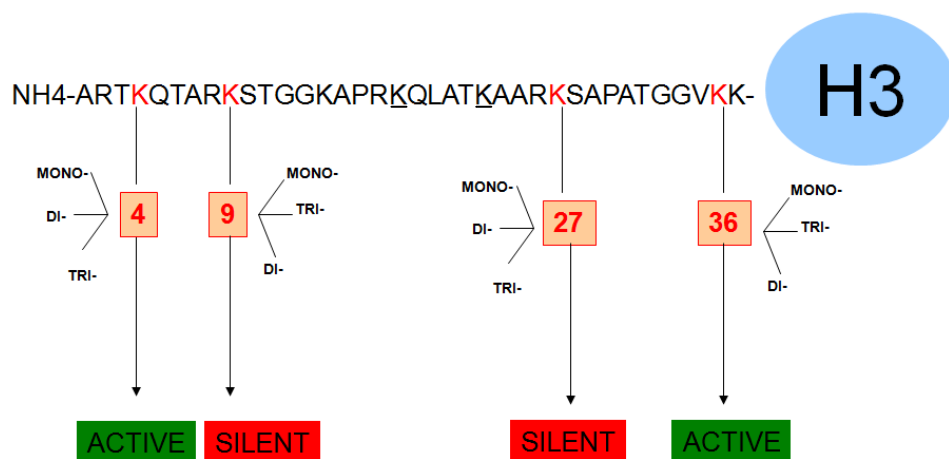 NH4-ARTKQTARKSTGGKAPRKQLATKAARKSAPATGGVKK-
H3
MONO-
DI-
TRI-
4
9
MONO-
TRI-
DI-
MONO-
DI-
TRI-
27
36
MONO-
TRI-
DI-
ACTIVE
SILENT
SILENT
ACTIVE